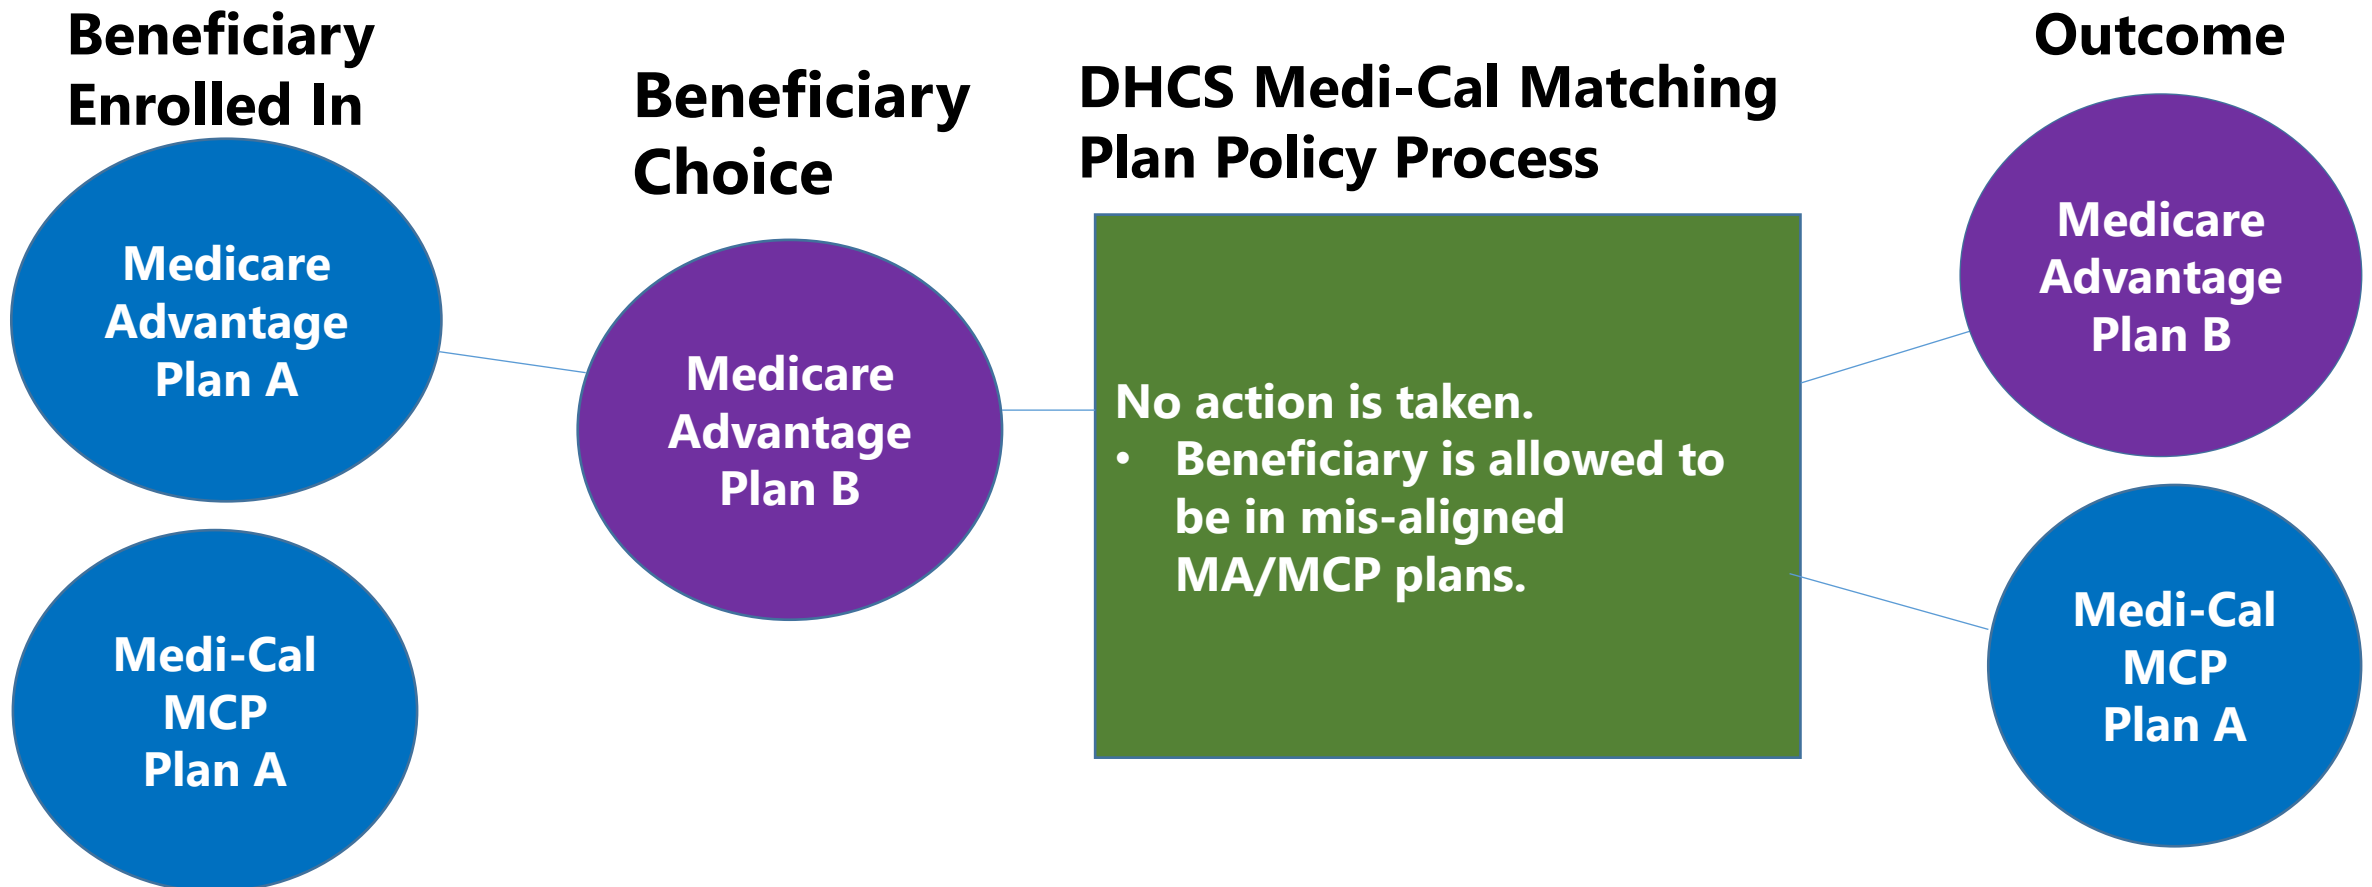 Beneficiary
Enrolled In
Medicare
Advantage
Plan A
Medi-Cal
MCP
Plan A
Beneficiary
Choice
Medicare
Advantage
Plan B
DHCS Medi-Cal Matching
Plan Policy Process
No action is taken.
• Beneficiary is allowed to
be in mis-aligned
MA/MCP plans.
Outcome
Medicare
Advantage
Plan B
Medi-Cal
MCP
Plan A